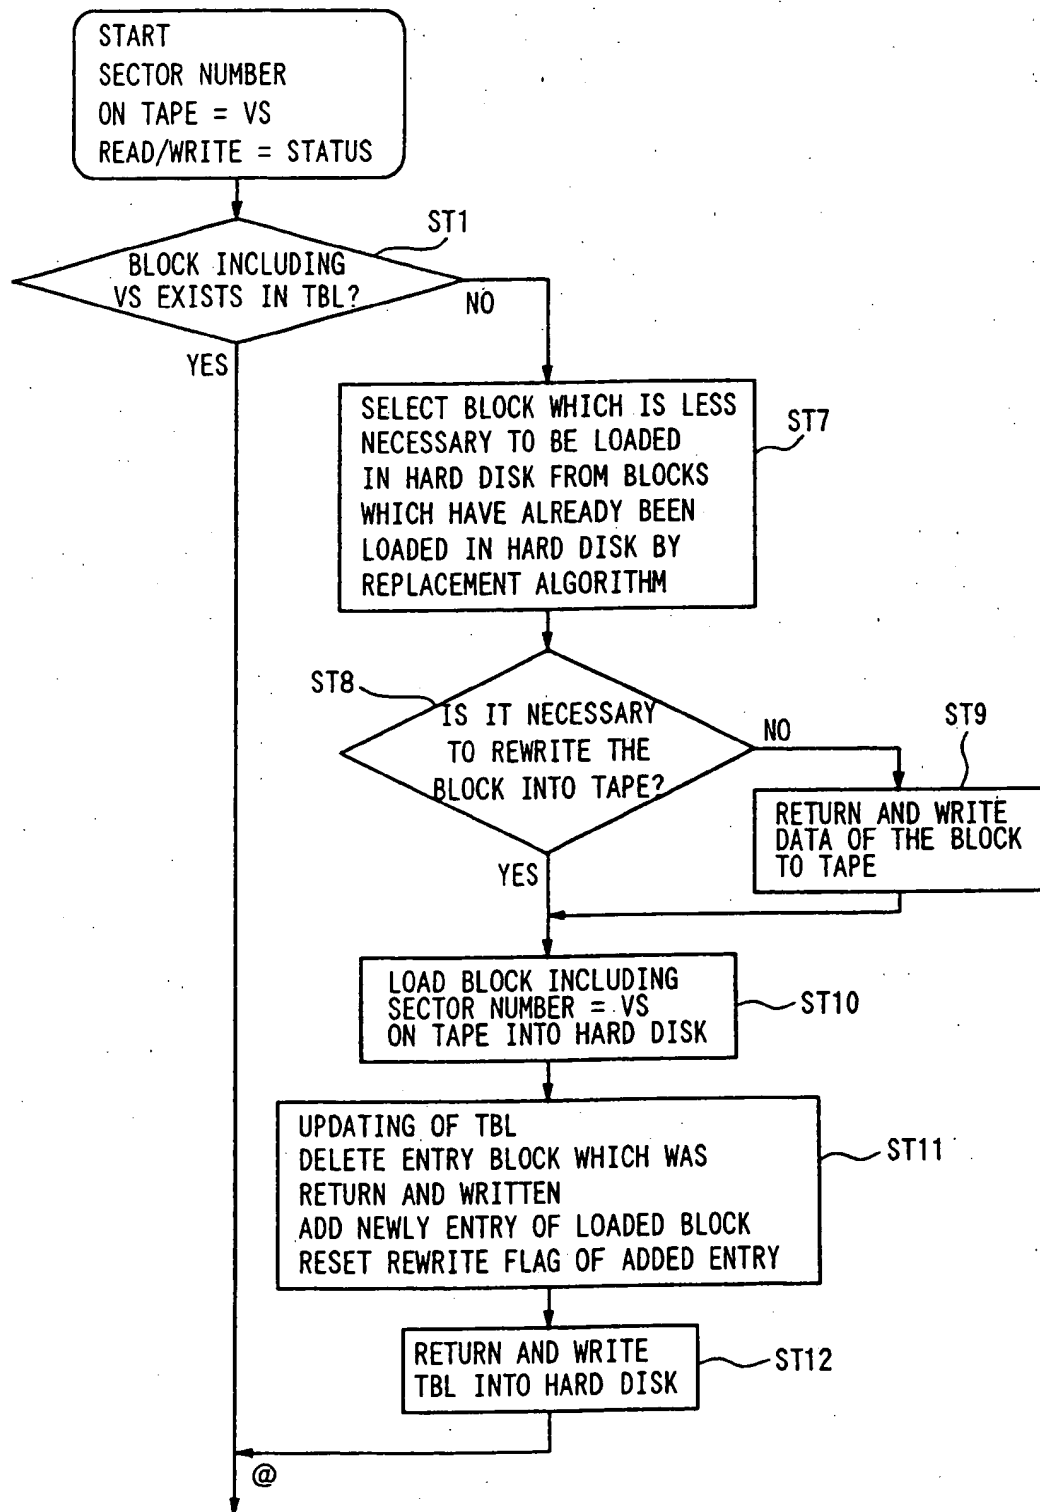 START
SECTOR NUMBER
ON TAPE = VS
READ/WRITE = STATUS
ST1
BLOCK INCLUDING
VS EXISTS IN TBL?
NO
YES
SELECT BLOCK WHICH IS LESS
NECESSARY TO BE LOADED
IN HARD DISK FROM BLOCKS
WHICH HAVE ALREADY BEEN
LOADED IN HARD DISK BY
REPLACEMENT ALGORITHM
ST7
ST8
IS IT NECESSARY
TO REWRITE THE
BLOCK INTO TAPE?
NO
YES
ST9
RETURN AND WRITE
DATA OF THE BLOCK
TO TAPE
LOAD BLOCK INCLUDING
SECTOR NUMBER = VS
ON TAPE INTO HARD DISK
ST10
UPDATING OF TBL
DELETE ENTRY BLOCK WHICH WAS
RETURN AND WRITTEN
ADD NEWLY ENTRY OF LOADED BLOCK
RESET REWRITE FLAG OF ADDED ENTRY
ST11
RETURN AND WRITE
TBL INTO HARD DISK
ST12
@